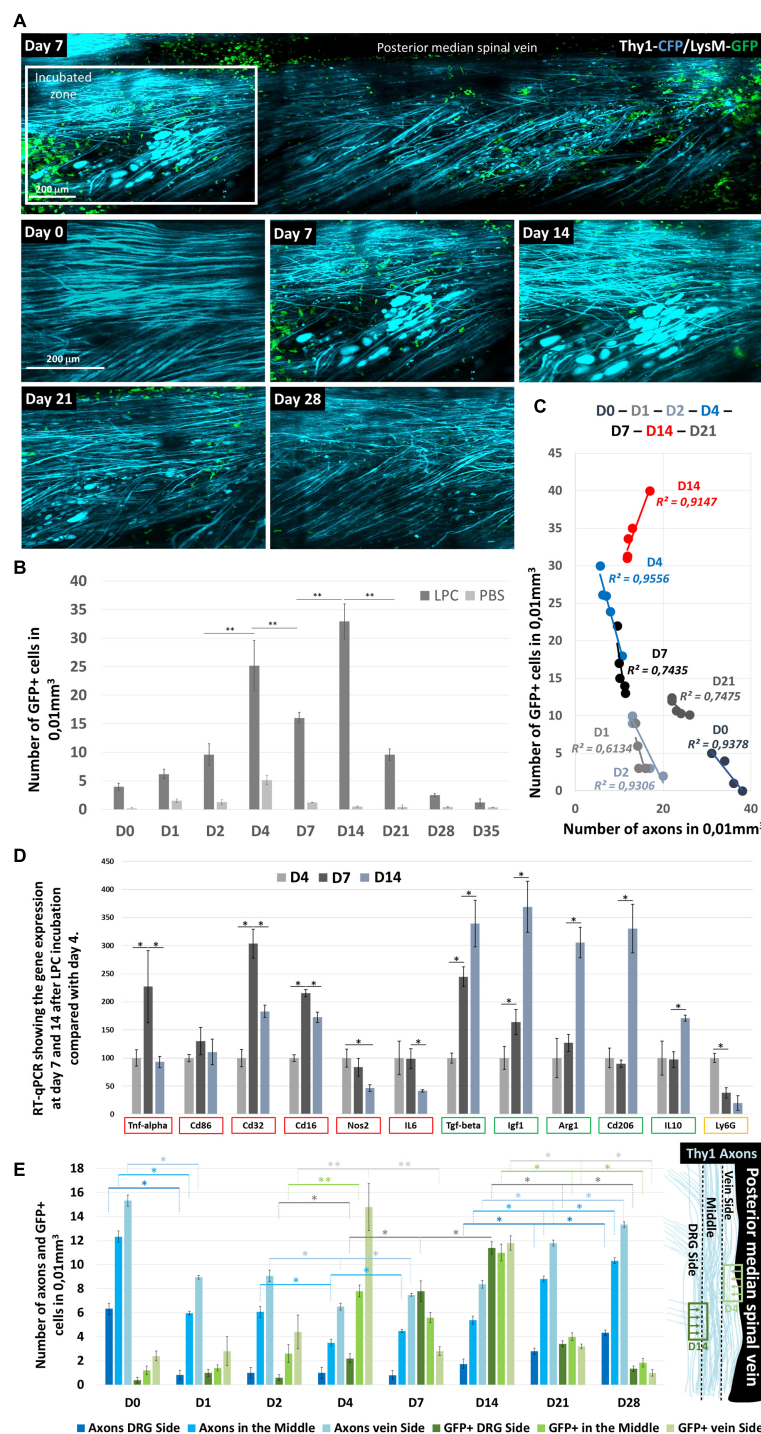 A
Day 7
Posterior median spinal vein
Thy1-CFP/LysM-GFP
Incubated
zone
200 µm
Day 0
Day 7
Day 14
200 µm
Day 21
Day 28
B
Number of GFP+ cells in
0,01mm³
40
35
30
25
20
15
10
5
0
LPC
PBS
**
**
**
**
D0 D1 D2 D4 D7 D14 D21 D28 D35
C
D0 – D1 – D2 – D4 –
D7 – D14 – D21
Number of GFP+ cells in 0,01mm³
45
40
35
30
25
20
15
10
5
0
D14
R² = 0,9147
D4
R² = 0,9556
D7
R² = 0,7435
D21
R² = 0,7475
D1
R² = 0,6134
D0
R² = 0,9378
D2
R² = 0,9306
0 10 20 30 40
Number of axons in 0,01mm³
D
RT-qPCR showing the gene expression
at day 7 and 14 after LPC incubation
compared with day 4.
450
400
350
300
250
200
150
100
50
0
D4 D7 D14
* *
* *
* *
*
*
* *
* *
*
*
*
*
Tnf-alpha Cd86 Cd32 Cd16 Nos2 IL6 Tgf-beta Igf1 Arg1 Cd206 IL10 Ly6G
E
Number of axons and GFP+
cells in 0,01mm³
18
16
14
12
10
8
6
4
2
0
D0 D1 D2 D4 D7 D14 D21 D28
Thy1 Axons
Vein Side
Middle
DRG Side
Posterior median spinal vein
D4
D14
Axons DRG Side Axons in the Middle Axons vein Side GFP+ DRG Side GFP+ in the Middle GFP+ vein Side